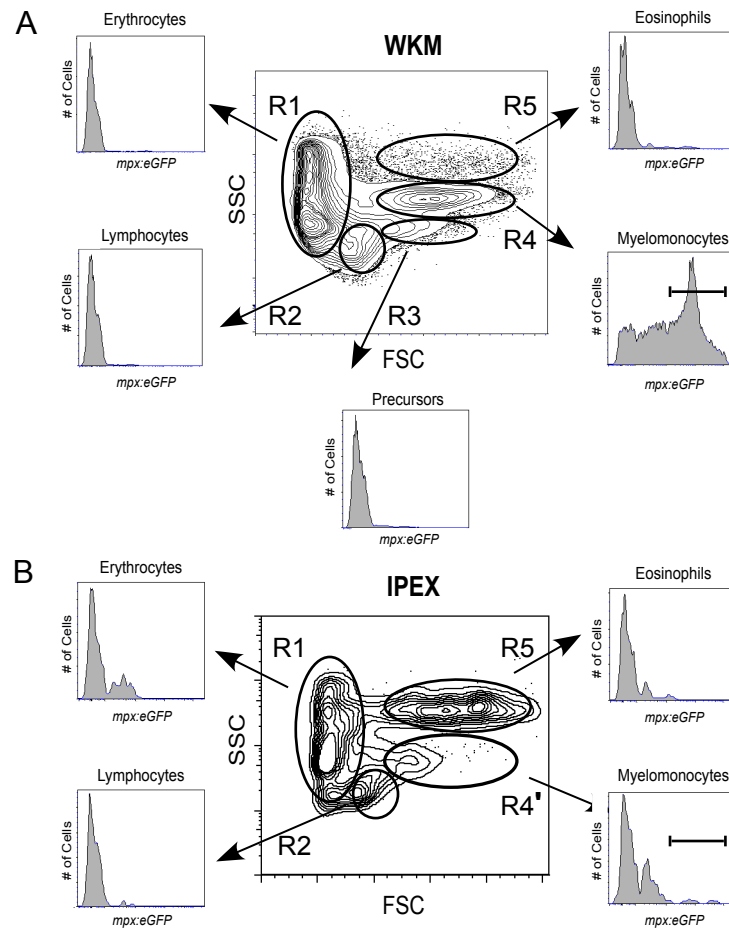 A
Erythrocytes
# of Cells
mpx:eGFP
WKM
Eosinophils
# of Cells
mpx:eGFP
R1
R5
SSC
R4
R2
R3
FSC
Lymphocytes
# of Cells
mpx:eGFP
Myelomonocytes
# of Cells
mpx:eGFP
Precursors
# of Cells
mpx:eGFP
B
Erythrocytes
# of Cells
mpx:eGFP
IPEX
Eosinophils
# of Cells
mpx:eGFP
R1
R5
SSC
R2
R4'
FSC
Lymphocytes
# of Cells
mpx:eGFP
Myelomonocytes
# of Cells
mpx:eGFP